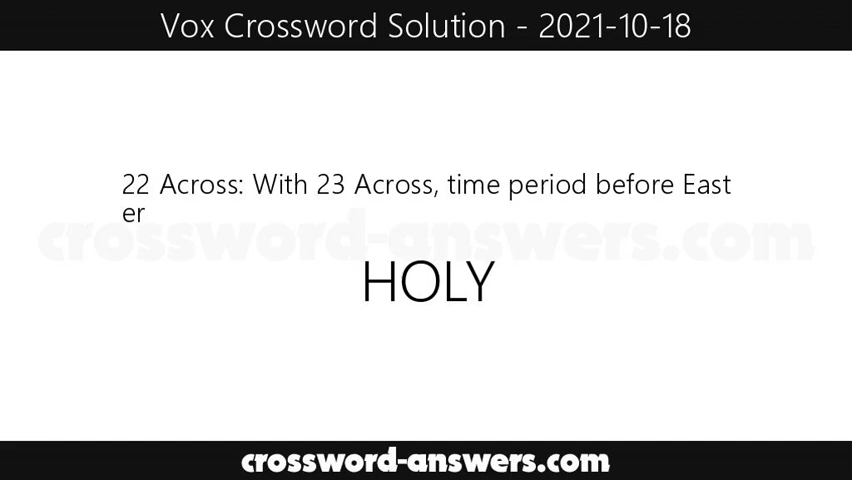 Vox Crossword Solution - 2021-10-18
22 Across: With 23 Across, time period before East
er
crossword-answers.com
HOLY
crossword-answers.com